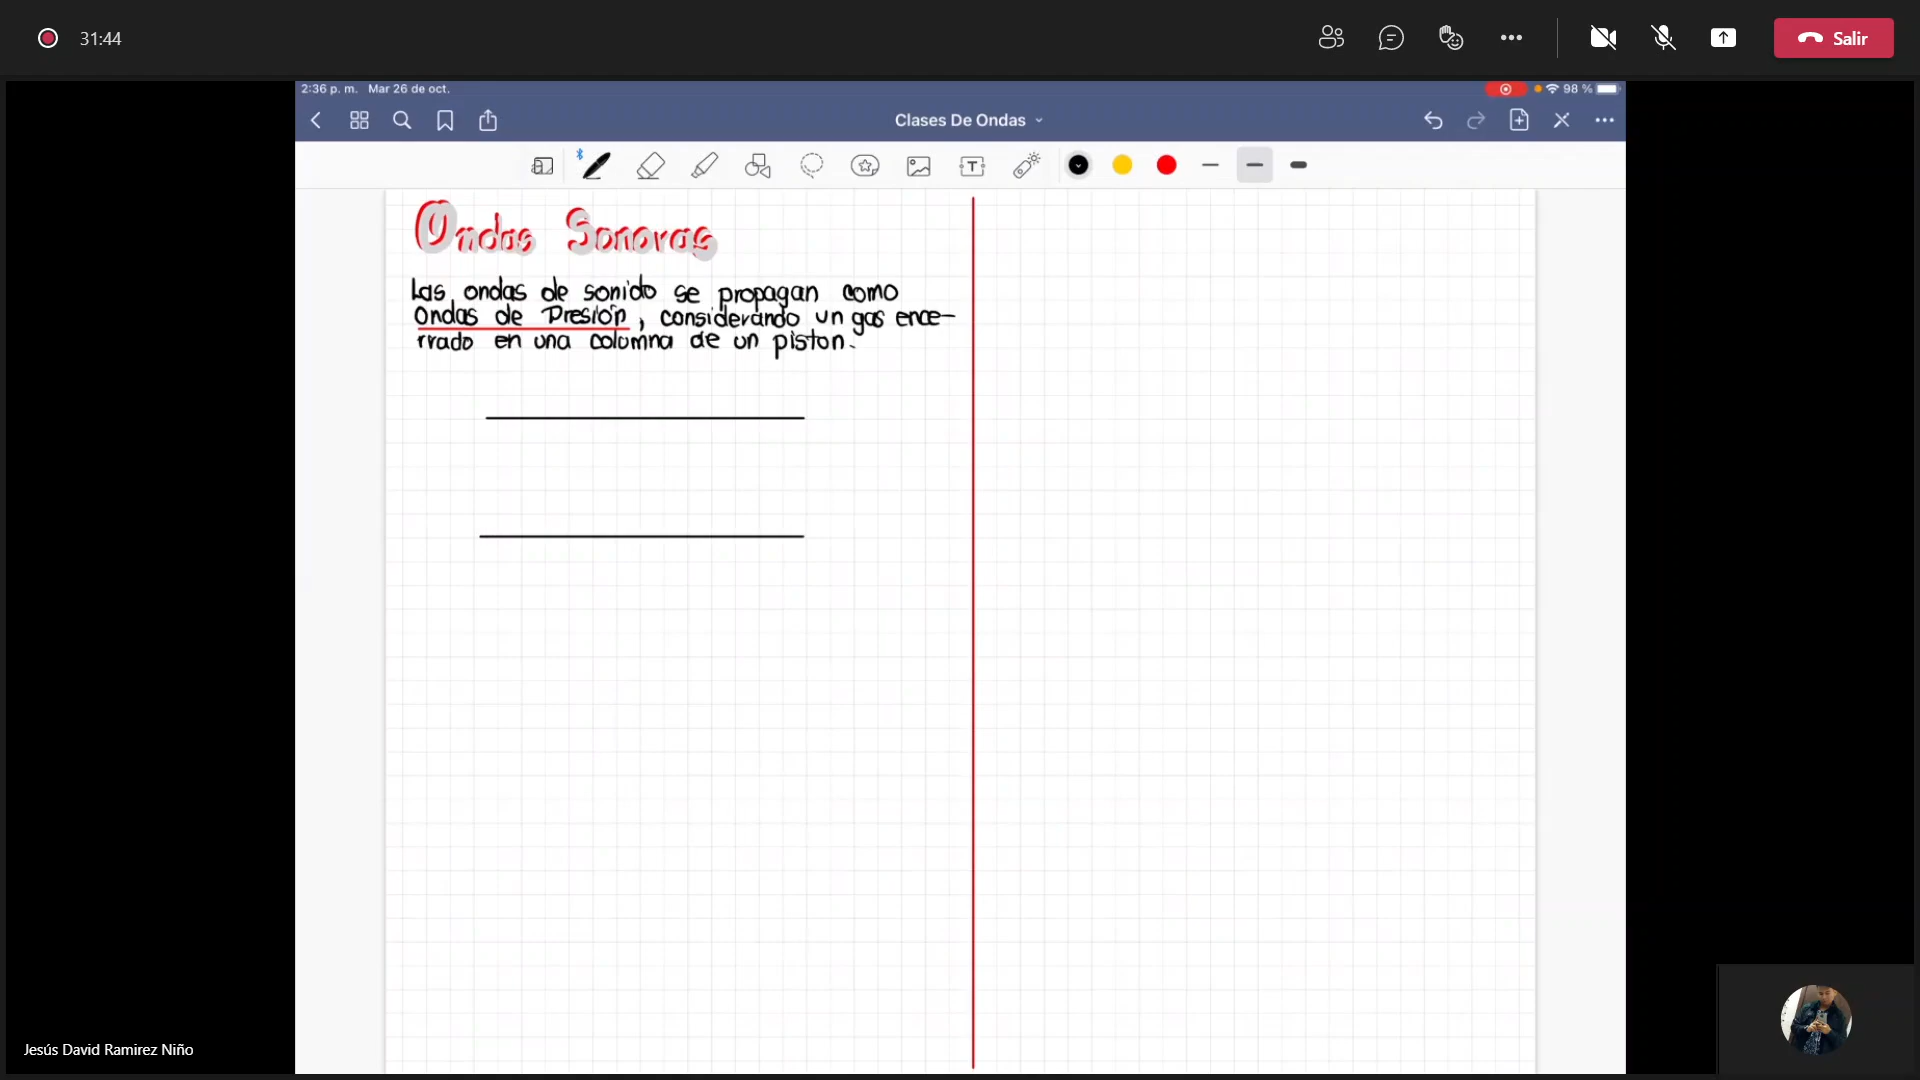 31:44
Salir
2:36 p. m. Mar 26 de oct.
98 %
Clases De Ondas
Ondas Sonoras
Las ondas de sonido se propagan como
Ondas de Presión, considerando un gas ence-
rrado en una columna de un piston.
Jesús David Ramirez Niño